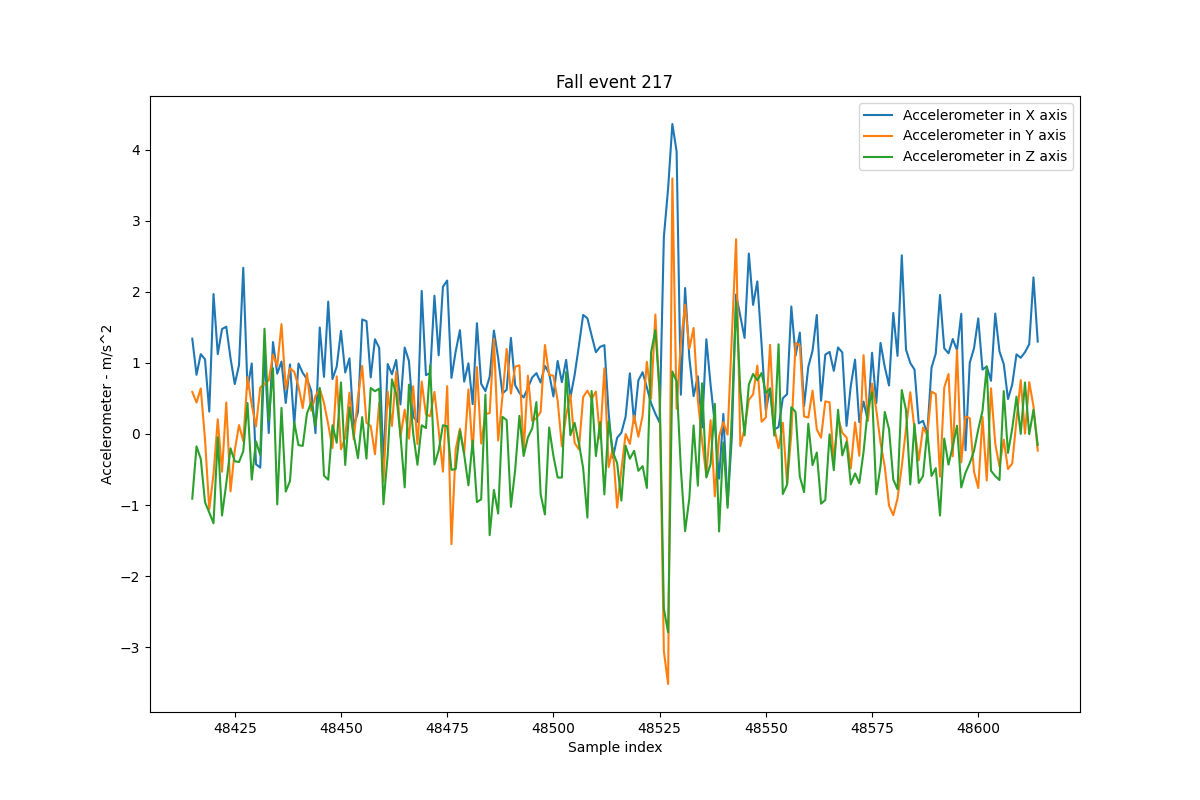 Fall event 217
Accelerometer in X axis
Accelerometer in Y axis
Accelerometer in Z axis
Accelerometer - m/s^2
4
3
2
1
0
−1
−2
−3
48425 48450 48475 48500 48525 48550 48575 48600
Sample index